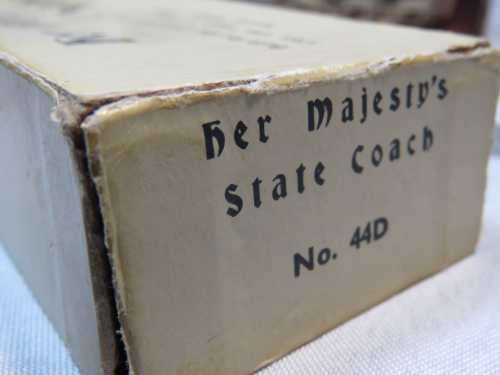 Her Majesty's
State Coach
No. 44D